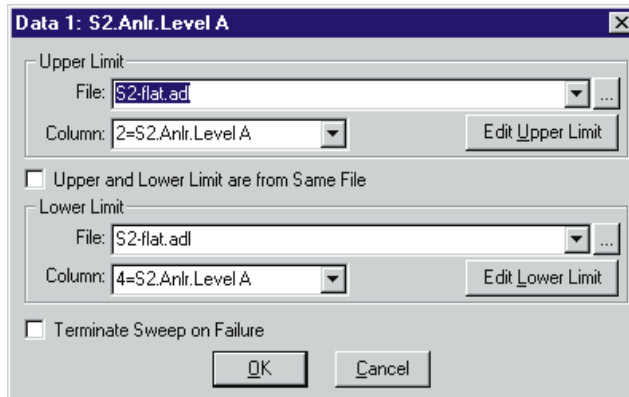 Data 1: S2.Anlr.Level A
Upper Limit
File: S2-flat.adl ...
Column: 2=S2.Anlr.Level A Edit Upper Limit
Upper and Lower Limit are from Same File
Lower Limit
File: S2-flat.adl ...
Column: 4=S2.Anlr.Level A Edit Lower Limit
Terminate Sweep on Failure
OK Cancel